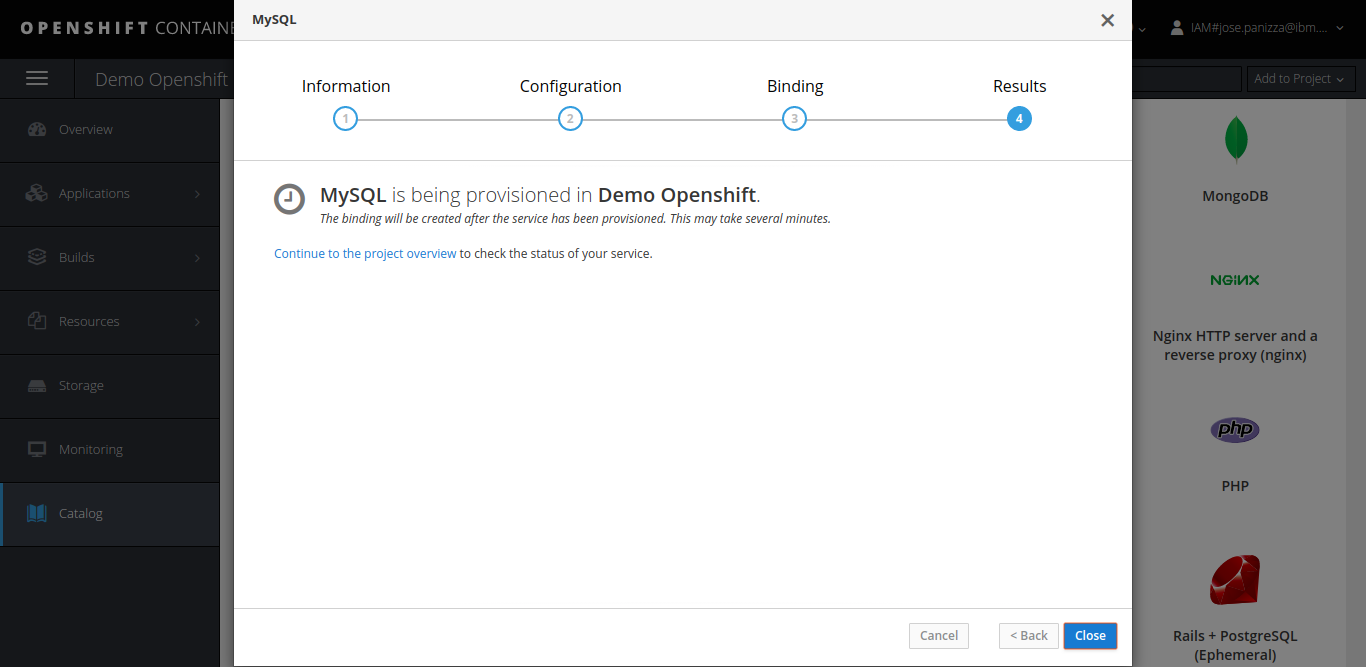 MySQL
OPENSHIFT CONTAINE
IAM#jose.panizza@ibm....
Demo Openshift
Add to Project
Overview
Applications
Builds
Resources
Storage
Monitoring
Catalog
Information
Configuration
Binding
Results
1
2
3
4
MySQL is being provisioned in Demo Openshift.
The binding will be created after the service has been provisioned. This may take several minutes.
Continue to the project overview to check the status of your service.
Cancel
< Back
Close
MongoDB
NGINX
Nginx HTTP server and a
reverse proxy (nginx)
php
PHP
Rails + PostgreSQL
(Ephemeral)